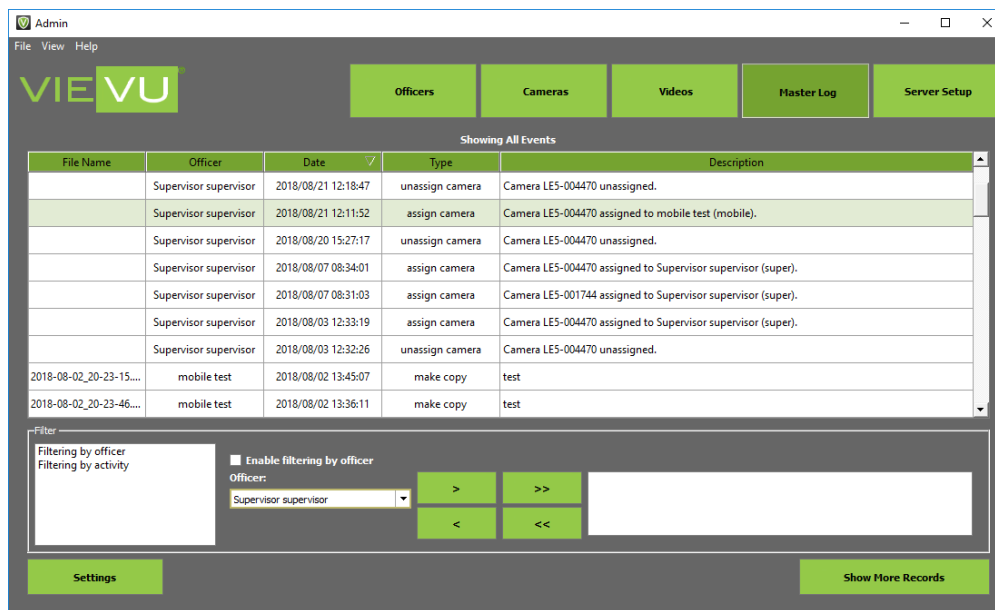 Admin
File View Help
VIEVU®
Officers
Cameras
Videos
Master Log
Server Setup
Showing All Events
File Name Officer Date Type Description
Supervisor supervisor 2018/08/21 12:18:47 unassign camera Camera LE5-004470 unassigned.
Supervisor supervisor 2018/08/21 12:11:52 assign camera Camera LE5-004470 assigned to mobile test (mobile).
Supervisor supervisor 2018/08/20 15:27:17 unassign camera Camera LE5-004470 unassigned.
Supervisor supervisor 2018/08/07 08:34:01 assign camera Camera LE5-004470 assigned to Supervisor supervisor (super).
Supervisor supervisor 2018/08/07 08:31:03 assign camera Camera LE5-001744 assigned to Supervisor supervisor (super).
Supervisor supervisor 2018/08/03 12:33:19 assign camera Camera LE5-004470 assigned to Supervisor supervisor (super).
Supervisor supervisor 2018/08/03 12:32:26 unassign camera Camera LE5-004470 unassigned.
2018-08-02_20-23-15.... mobile test 2018/08/02 13:45:07 make copy test
2018-08-02_20-23-46.... mobile test 2018/08/02 13:36:11 make copy test
Filter
Filtering by officer
Filtering by activity
Enable filtering by officer
Officer:
Supervisor supervisor
> >>
< <<
Settings
Show More Records